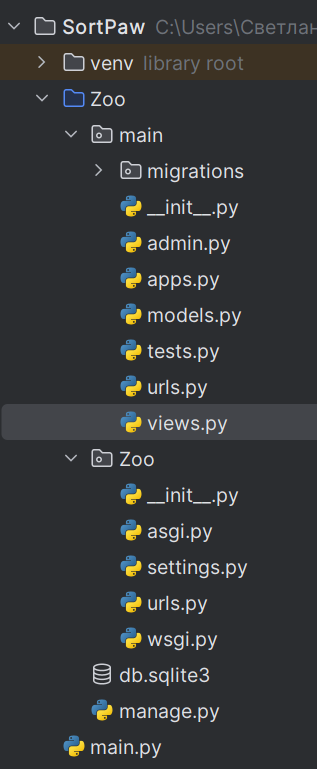 SortPaw C:\Users\Светлан
venv library root
Zoo
main
migrations
__init__.py
admin.py
apps.py
models.py
tests.py
urls.py
views.py
Zoo
__init__.py
asgi.py
settings.py
urls.py
wsgi.py
db.sqlite3
manage.py
main.py